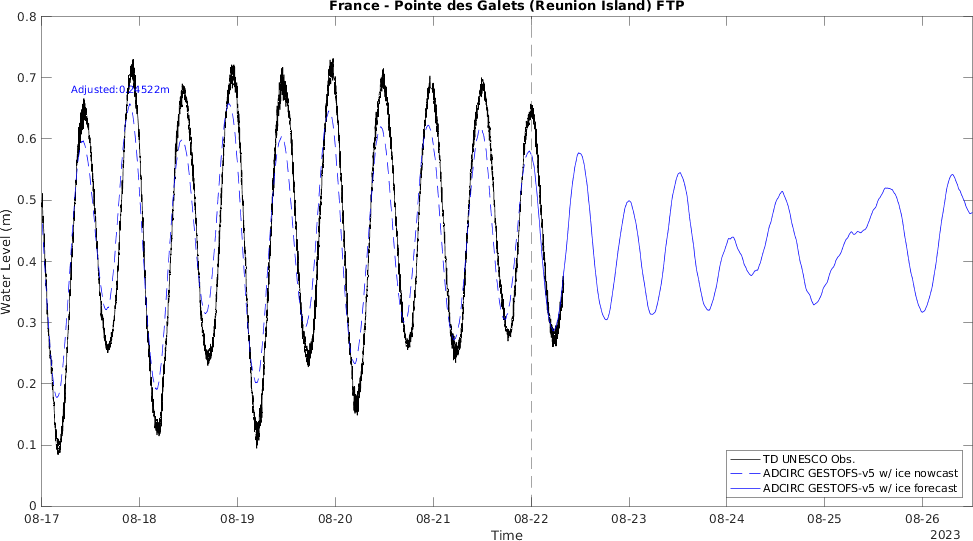 France - Pointe des Galets (Reunion Island) FTP
0.8
0.7
0.6
0.5
0.4
0.3
0.2
0.1
0
Water Level (m)
Adjusted:0.24522m
TD UNESCO Obs.
ADCIRC GESTOFS-v5 w/ ice nowcast
ADCIRC GESTOFS-v5 w/ ice forecast
08-17 08-18 08-19 08-20 08-21 08-22 08-23 08-24 08-25 08-26
Time
2023